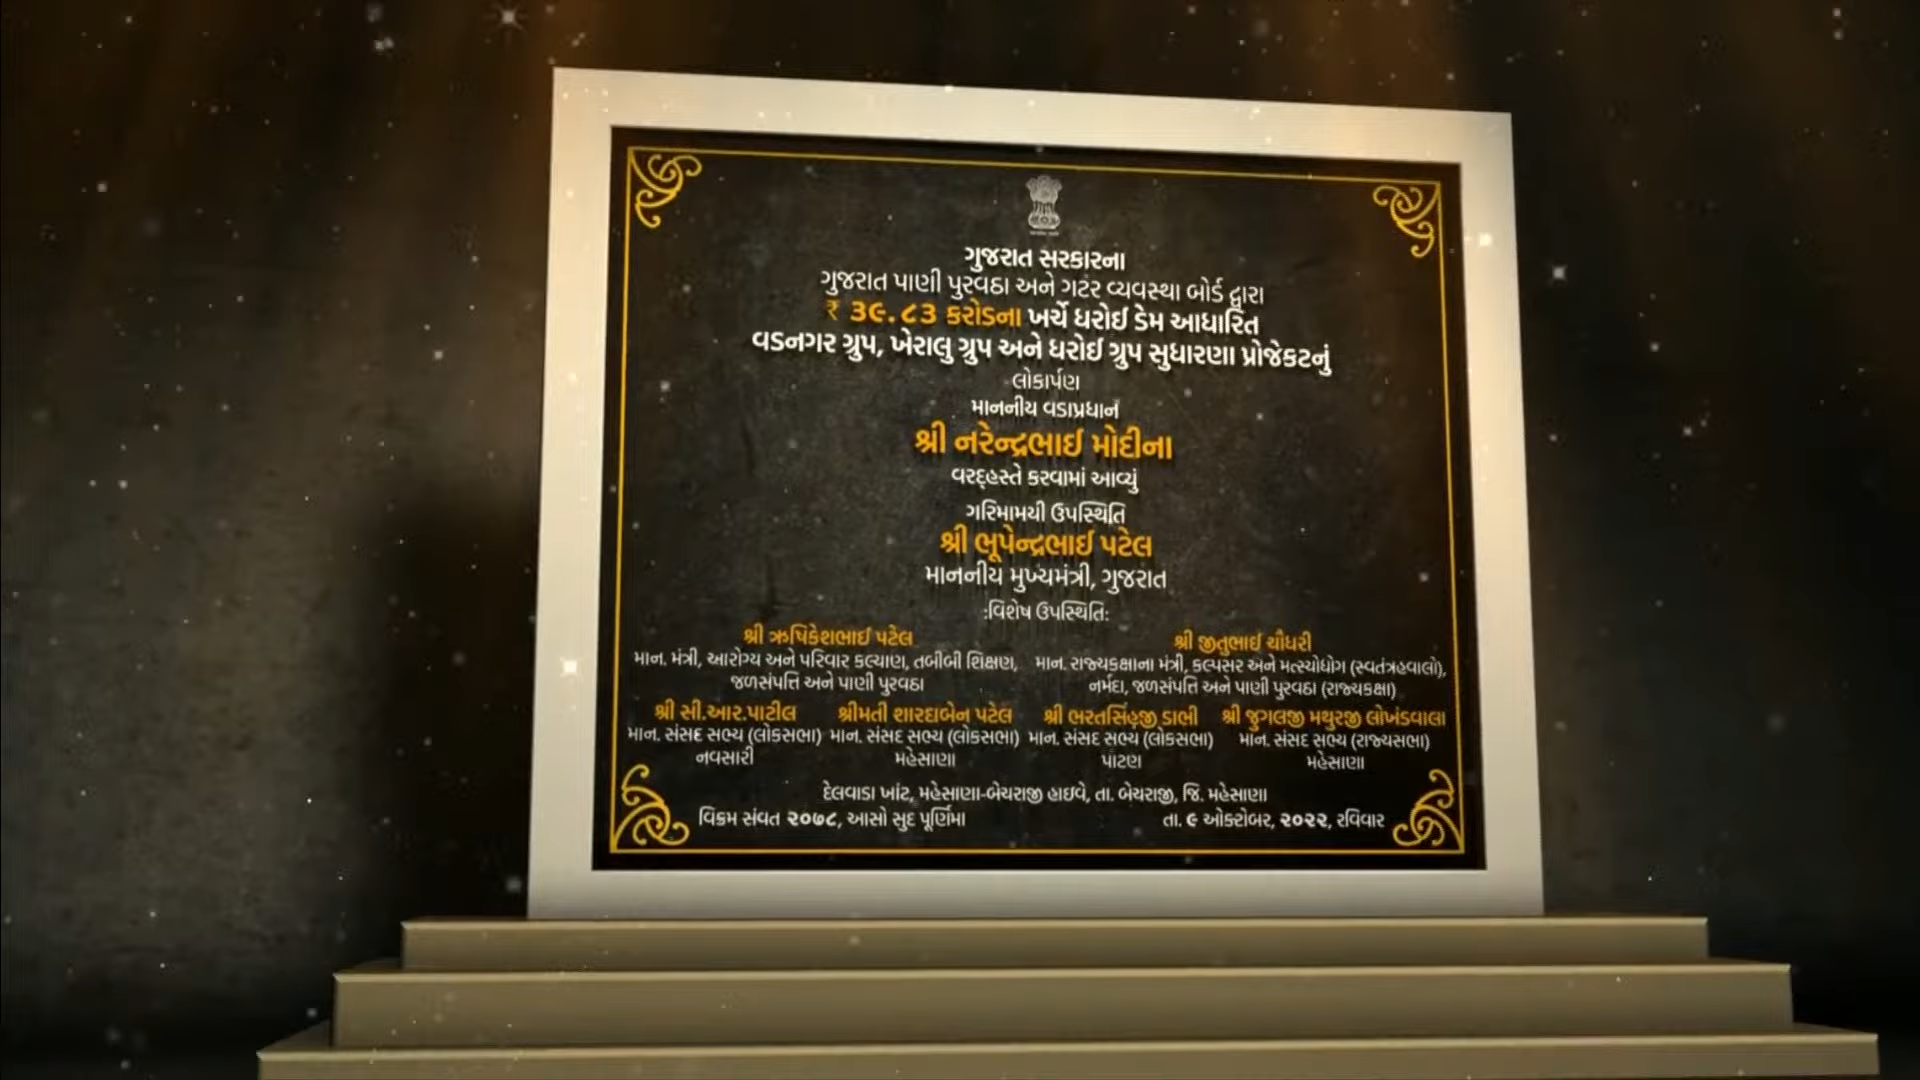 ગુજરાત સરકારના
ગુજરાત પાણી પુરવઠા અને ગટર વ્યવસ્થા બોર્ડ દ્વારા
₹ ૩૯.૮૩ કરોડના ખર્ચે ધરોઈ ડેમ આધારિત
વડનગર ગ્રુપ, ખેરાલુ ગ્રુપ અને ધરોઈ ગ્રુપ સુધારણા પ્રોજેકટનું
લોકાર્પણ
માનનીય વડાપ્રધાન
શ્રી નરેન્દ્રભાઈ મોદીના
વરદ્હસ્તે કરવામાં આવ્યું
ગરિમામયી ઉપસ્થિતિ
શ્રી ભૂપેન્દ્રભાઈ પટેલ
માનનીય મુખ્યમંત્રી, ગુજરાત
:વિશેષ ઉપસ્થિતિ:
શ્રી ઋષિકેશભાઈ પટેલ
માન. મંત્રી, આરોગ્ય અને પરિવાર કલ્યાણ, તબીબી શિક્ષણ,
જળસંપત્તિ અને પાણી પુરવઠા
શ્રી જીતુભાઈ ચૌધરી
માન. રાજ્યકક્ષાના મંત્રી, કલ્પસર અને મત્સ્યોદ્યોગ (સ્વતંત્રહવાલો),
નર્મદા, જળસંપત્તિ અને પાણી પુરવઠા (રાજ્યકક્ષા)
શ્રી સી.આર.પાટીલ
માન. સંસદ સભ્ય (લોકસભા)
નવસારી
શ્રીમતી શારદાબેન પટેલ
માન. સંસદ સભ્ય (લોકસભા)
મહેસાણા
શ્રી ભરતસિંહજી ડાભી
માન. સંસદ સભ્ય (લોકસભા)
પાટણ
શ્રી જુગલજી મથુરજી લોખંડવાલા
માન. સંસદ સભ્ય (રાજ્યસભા)
મહેસાણા
દેલવાડા ખાંટ, મહેસાણા-બેચરાજી હાઇવે, તા. બેચરાજી, જિ. મહેસાણા
વિક્રમ સંવત ૨૦૭૮, આસો સુદ પૂર્ણિમા
તા. ૯ ઓક્ટોબર, ૨૦૨૨, રવિવાર